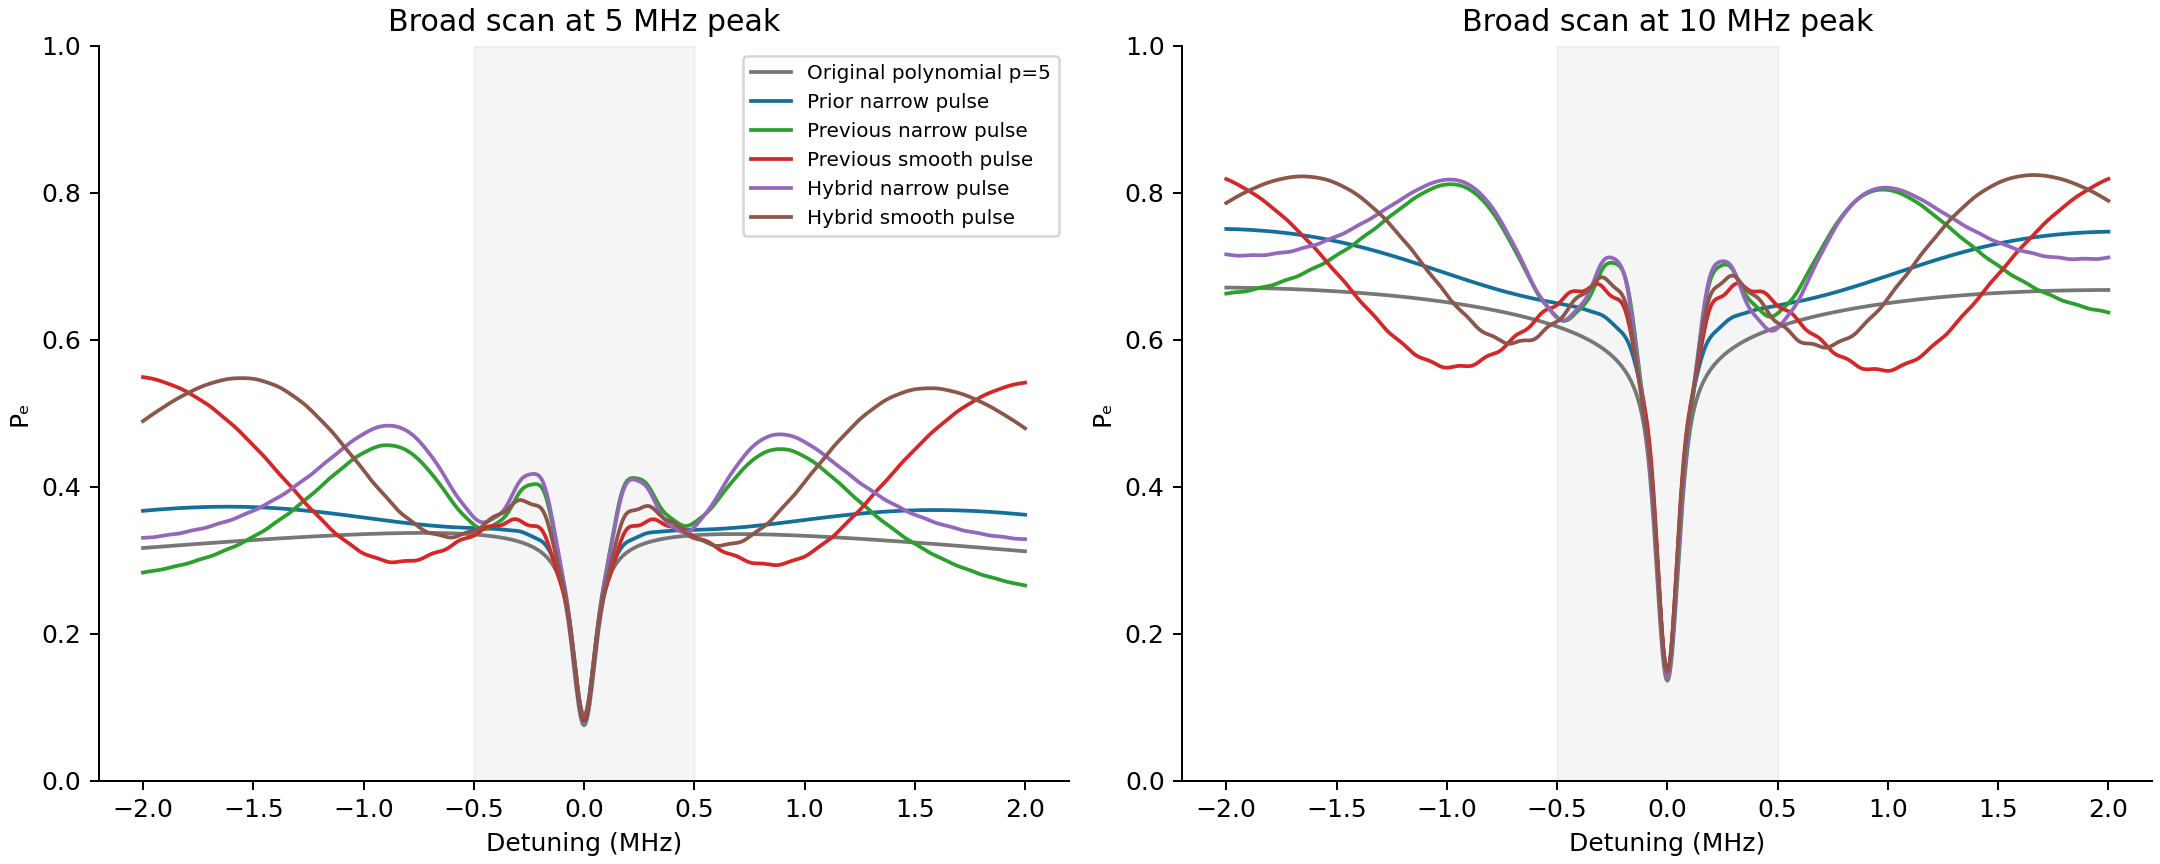 Broad scan at 5 MHz peak
1.0
0.8
0.6
0.4
0.2
0.0
Pₑ
Original polynomial p=5
Prior narrow pulse
Previous narrow pulse
Previous smooth pulse
Hybrid narrow pulse
Hybrid smooth pulse
−2.0 −1.5 −1.0 −0.5 0.0 0.5 1.0 1.5 2.0
Detuning (MHz)
Broad scan at 10 MHz peak
1.0
0.8
0.6
0.4
0.2
0.0
Pₑ
−2.0 −1.5 −1.0 −0.5 0.0 0.5 1.0 1.5 2.0
Detuning (MHz)